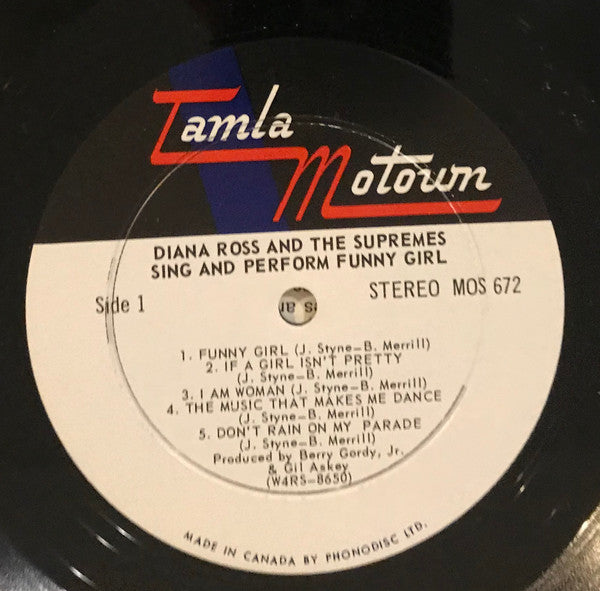 Tamla
Motown
DIANA ROSS AND THE SUPREMES
SING AND PERFORM FUNNY GIRL
Side 1
STEREO MOS 672
1. FUNNY GIRL (J. Styne-B. Merrill)
2. IF A GIRL ISN'T PRETTY
(J. Styne-B. Merrill)
3. I AM WOMAN (J. Styne-B. Merrill)
4. THE MUSIC THAT MAKES ME DANCE
(J. Styne-B. Merrill)
5. DON'T RAIN ON MY PARADE
(J. Styne-B. Merrill)
Produced by Berry Gordy, Jr.
& Gil Askey
(W4RS-8650)
MADE IN CANADA BY PHONODISC LTD.